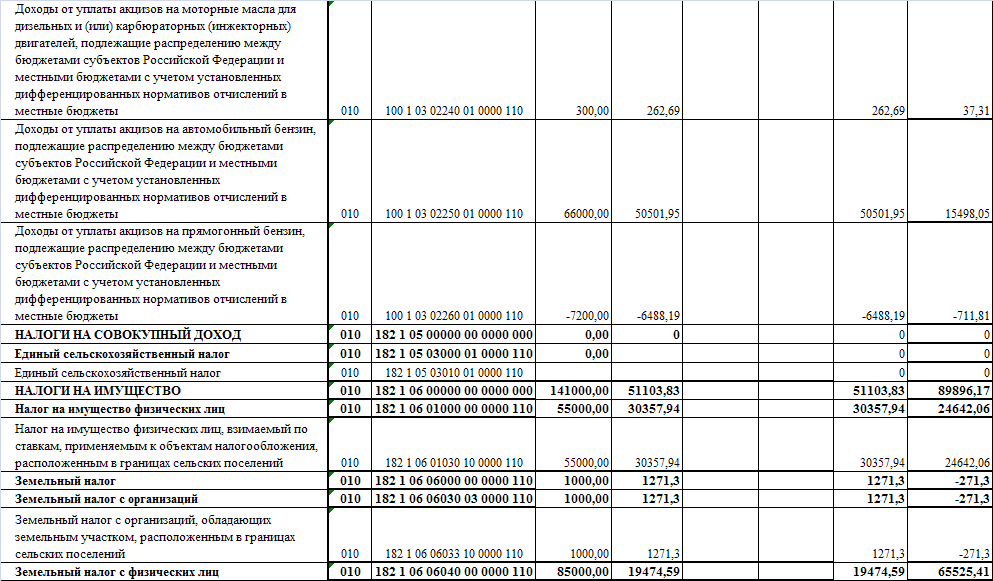 Доходы от уплаты акцизов на моторные масла для
дизельных и (или) карбюраторных (инжекторных)
двигателей, подлежащие распределению между
бюджетами субъектов Российской Федерации и
местными бюджетами с учетом установленных
дифференцированных нормативов отчислений в
местные бюджеты 010 100 1 03 02240 01 0000 110 300,00 262,69 262,69 37,31
Доходы от уплаты акцизов на автомобильный бензин,
подлежащие распределению между бюджетами
субъектов Российской Федерации и местными
бюджетами с учетом установленных
дифференцированных нормативов отчислений в
местные бюджеты 010 100 1 03 02250 01 0000 110 66000,00 50501,95 50501,95 15498,05
Доходы от уплаты акцизов на прямогонный бензин,
подлежащие распределению между бюджетами
субъектов Российской Федерации и местными
бюджетами с учетом установленных
дифференцированных нормативов отчислений в
местные бюджеты 010 100 1 03 02260 01 0000 110 -7200,00 -6488,19 -6488,19 -711,81
НАЛОГИ НА СОВОКУПНЫЙ ДОХОД 010 182 1 05 00000 00 0000 000 0,00 0 0 0
Единый сельскохозяйственный налог 010 182 1 05 03000 01 0000 110 0,00 0 0
Единый сельскохозяйственный налог 010 182 1 05 03010 01 0000 110 0 0
НАЛОГИ НА ИМУЩЕСТВО 010 182 1 06 00000 00 0000 000 141000,00 51103,83 51103,83 89896,17
Налог на имущество физических лиц 010 182 1 06 01000 00 0000 110 55000,00 30357,94 30357,94 24642,06
Налог на имущество физических лиц, взимаемый по
ставкам, применяемым к объектам налогообложения,
расположенным в границах сельских поселений 010 182 1 06 01030 10 0000 110 55000,00 30357,94 30357,94 24642,06
Земельный налог 010 182 1 06 06000 00 0000 110 1000,00 1271,3 1271,3 -271,3
Земельный налог с организаций 010 182 1 06 06030 03 0000 110 1000,00 1271,3 1271,3 -271,3
Земельный налог с организаций, обладающих
земельным участком, расположенным в границах
сельских поселений 010 182 1 06 06033 10 0000 110 1000,00 1271,3 1271,3 -271,3
Земельный налог с физических лиц 010 182 1 06 06040 00 0000 110 85000,00 19474,59 19474,59 65525,41